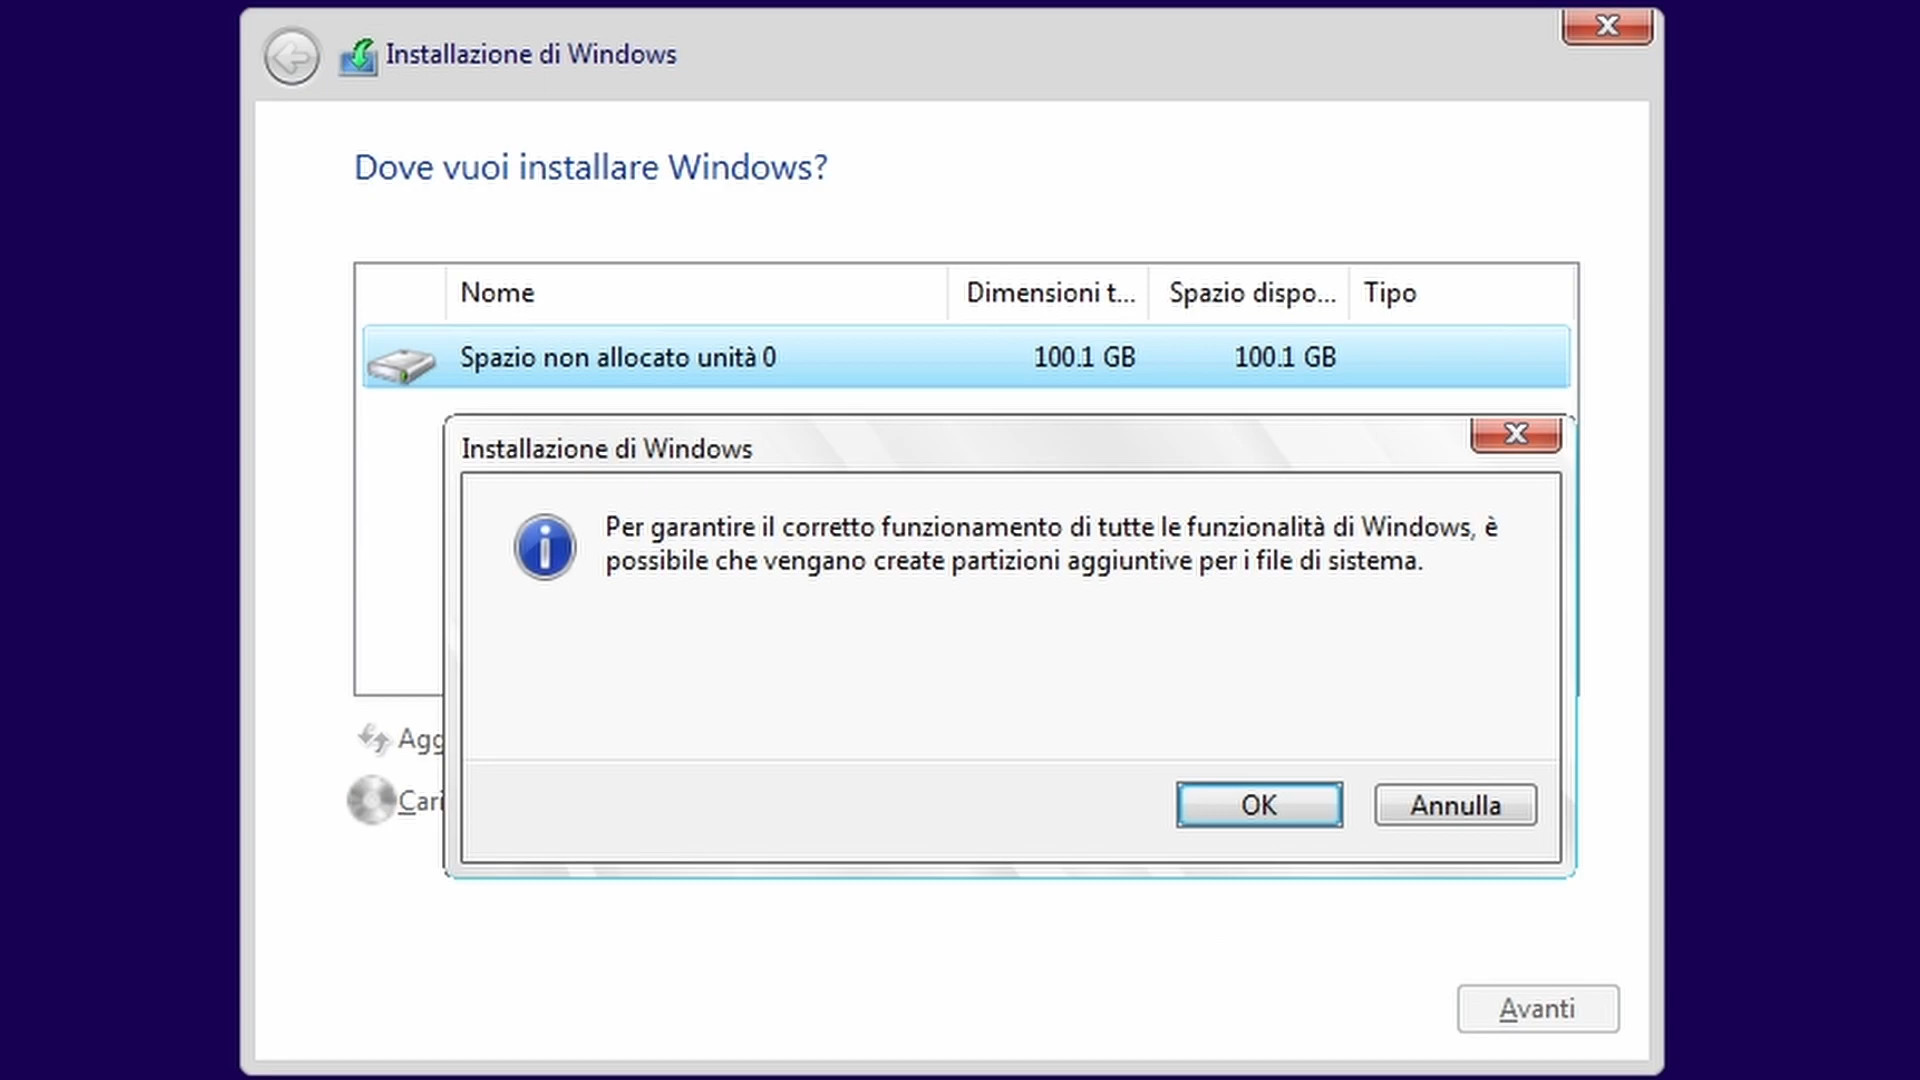 Installazione di Windows
Dove vuoi installare Windows?
Nome Dimensioni t... Spazio dispo... Tipo
Spazio non allocato unità 0 100.1 GB 100.1 GB
Installazione di Windows
Per garantire il corretto funzionamento di tutte le funzionalità di Windows, è
possibile che vengano create partizioni aggiuntive per i file di sistema.
Agg
Cari
OK Annulla
Avanti